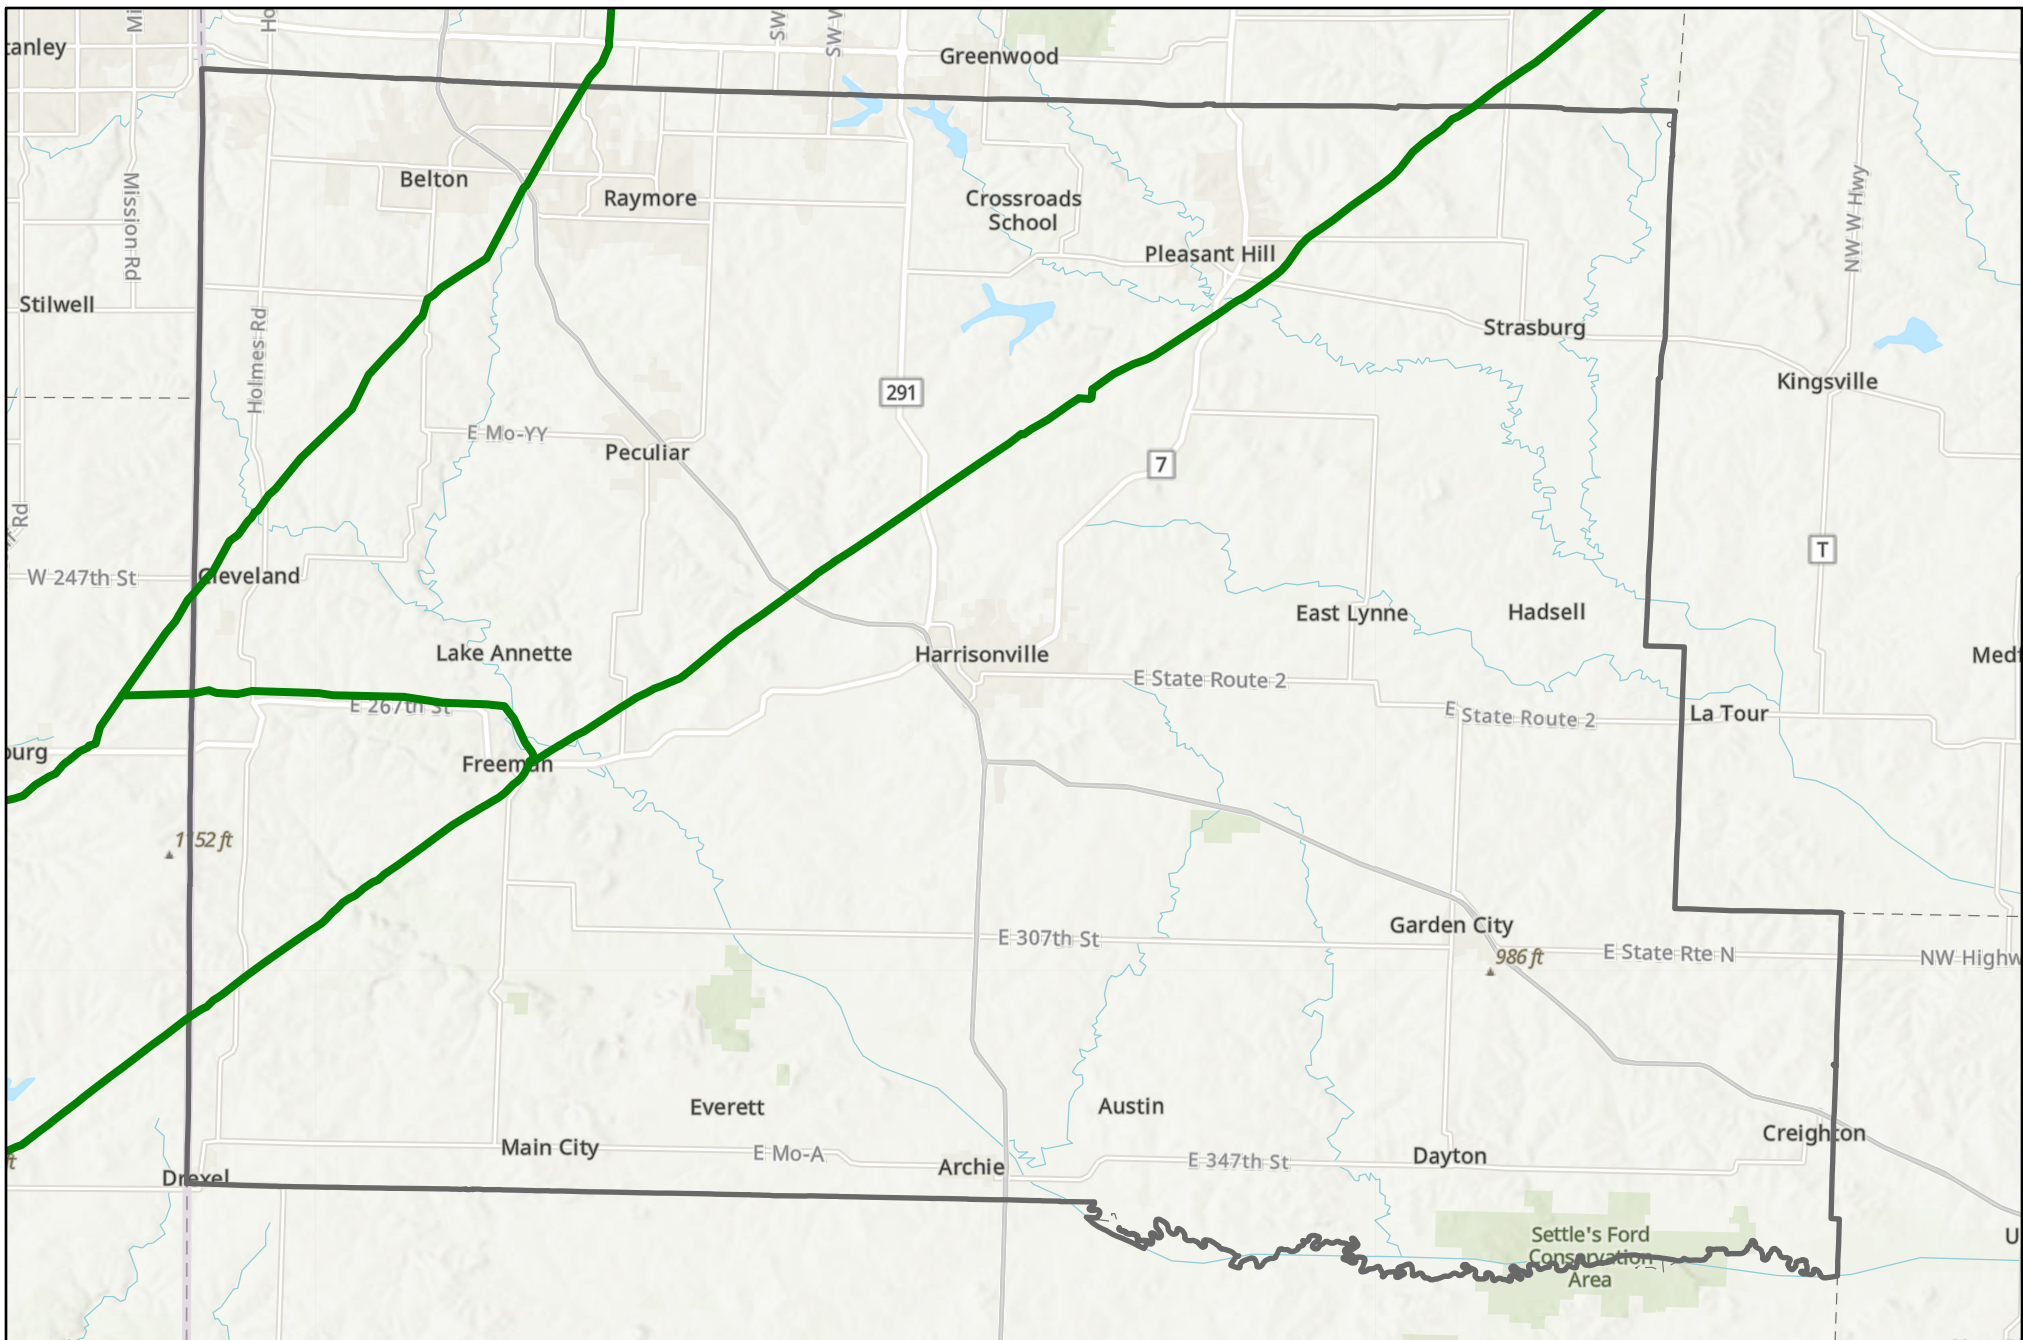 Greenwood
Belton
Raymore
Mission Rd
Crossroads
School
NW W Hwy
Pleasant Hill
Stilwell
Holmes Rd
Strasburg
Kingsville
291
E Mo-YY
Peculiar
7
Rd
T
W 247th St
Cleveland
East Lynne
Hadsell
Lake Annette
Harrisonville
E State Route 2
E 267th St
E State Route 2
La Tour
Freeman
1152 ft
Garden City
E 307th St
986 ft
E State Rte N
NW Highw
Everett
Austin
Creighton
Main City
E Mo-A
Archie
E 347th St
Dayton
Drexel
Settle's Ford
Conservation
Area